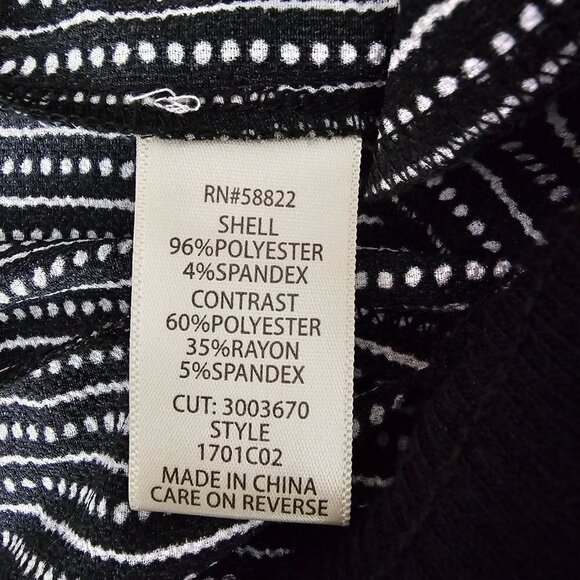 RN#58822
SHELL
96%POLYESTER
4%SPANDEX
CONTRAST
60%POLYESTER
35%RAYON
5%SPANDEX
CUT: 3003670
STYLE
1701C02
MADE IN CHINA
CARE ON REVERSE